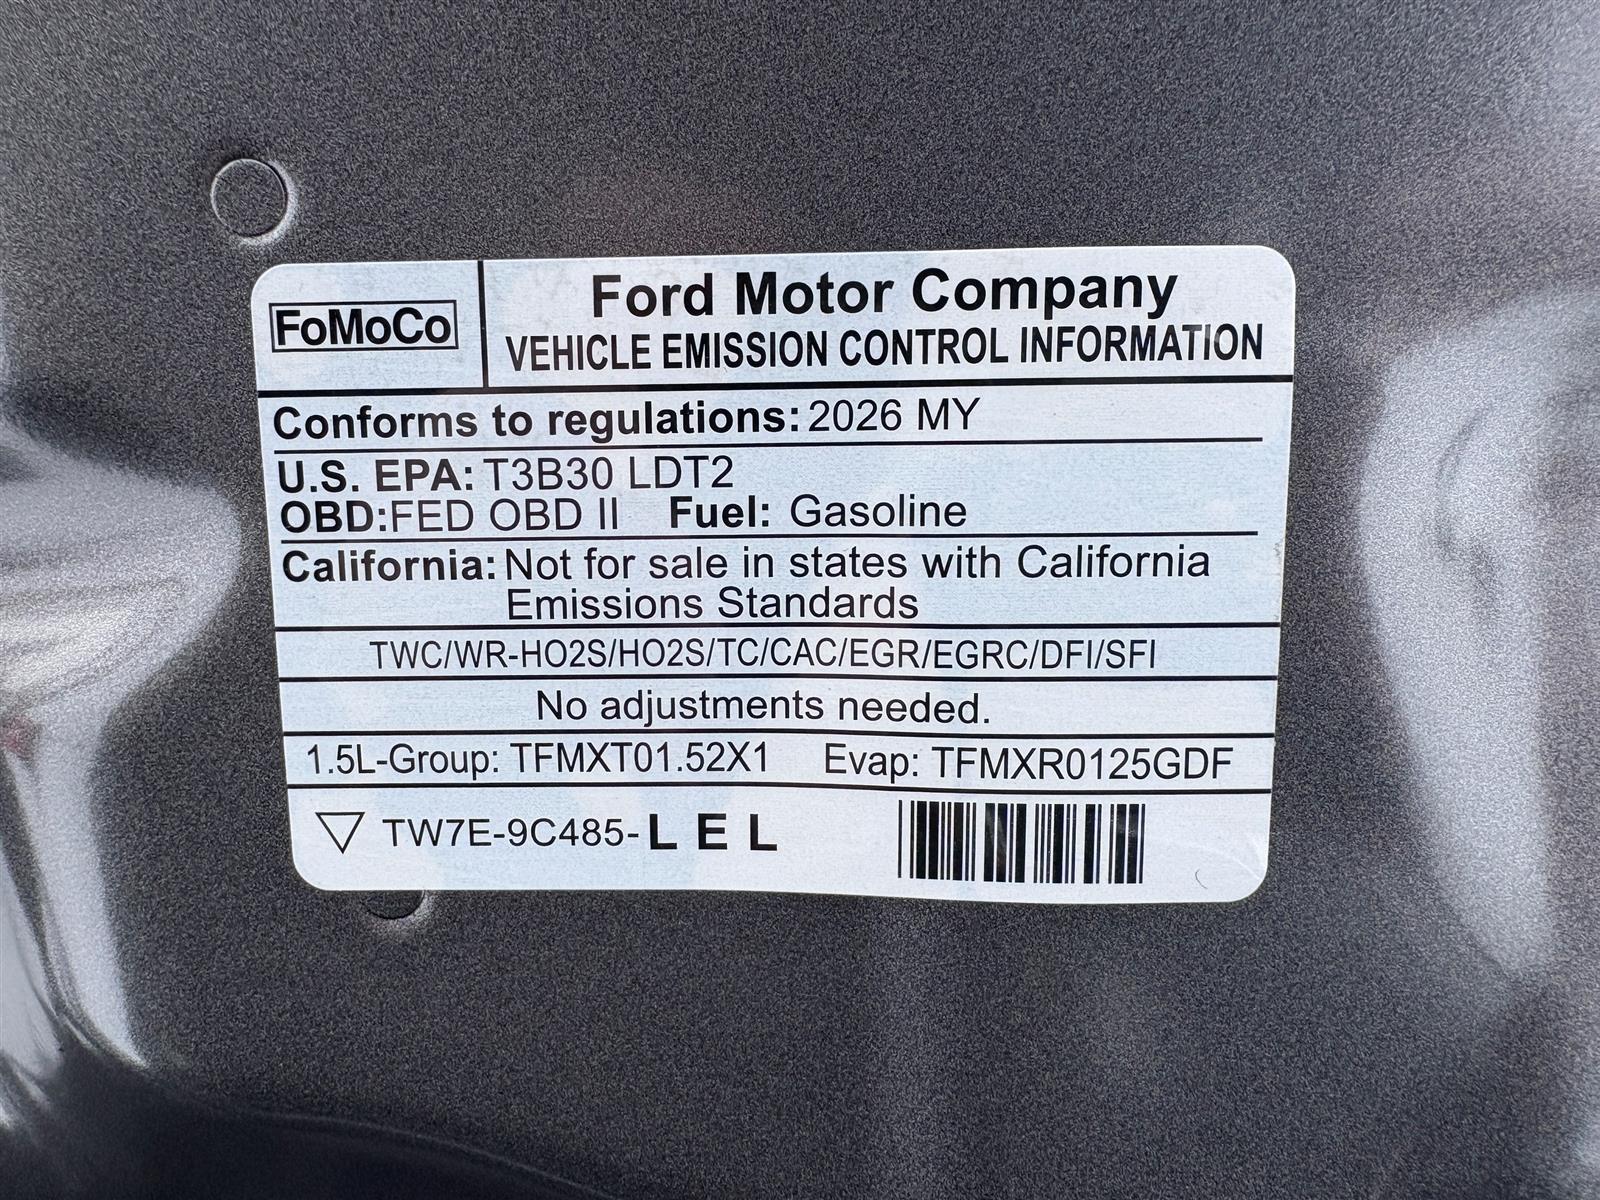 FoMoCo
Ford Motor Company
VEHICLE EMISSION CONTROL INFORMATION
Conforms to regulations: 2026 MY
U.S. EPA: T3B30 LDT2
OBD:FED OBD II Fuel: Gasoline
California: Not for sale in states with California
Emissions Standards
TWC/WR-HO2S/HO2S/TC/CAC/EGR/EGRC/DFI/SFI
No adjustments needed.
1.5L-Group: TFMXT01.52X1 Evap: TFMXR0125GDF
TW7E-9C485-L E L